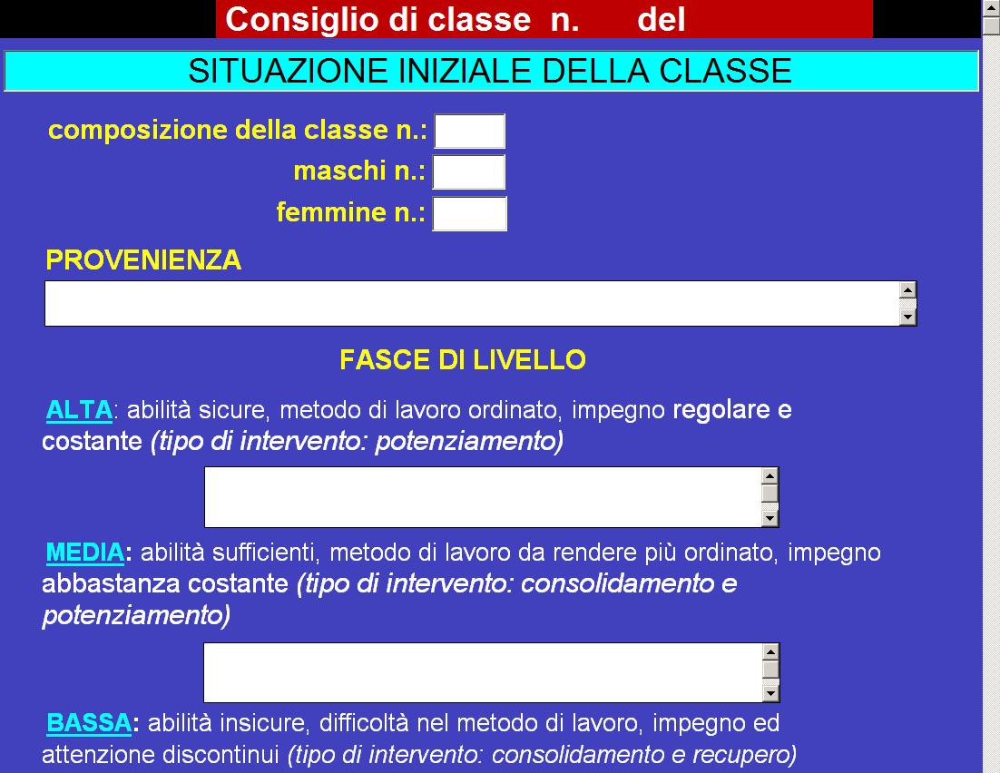 Consiglio di classe n. del
SITUAZIONE INIZIALE DELLA CLASSE
composizione della classe n.:
maschi n.:
femmine n.:
PROVENIENZA
FASCE DI LIVELLO
ALTA: abilità sicure, metodo di lavoro ordinato, impegno regolare e
costante (tipo di intervento: potenziamento)
MEDIA: abilità sufficienti, metodo di lavoro da rendere più ordinato, impegno
abbastanza costante (tipo di intervento: consolidamento e
potenziamento)
BASSA: abilità insicure, difficoltà nel metodo di lavoro, impegno ed
attenzione discontinui (tipo di intervento: consolidamento e recupero)